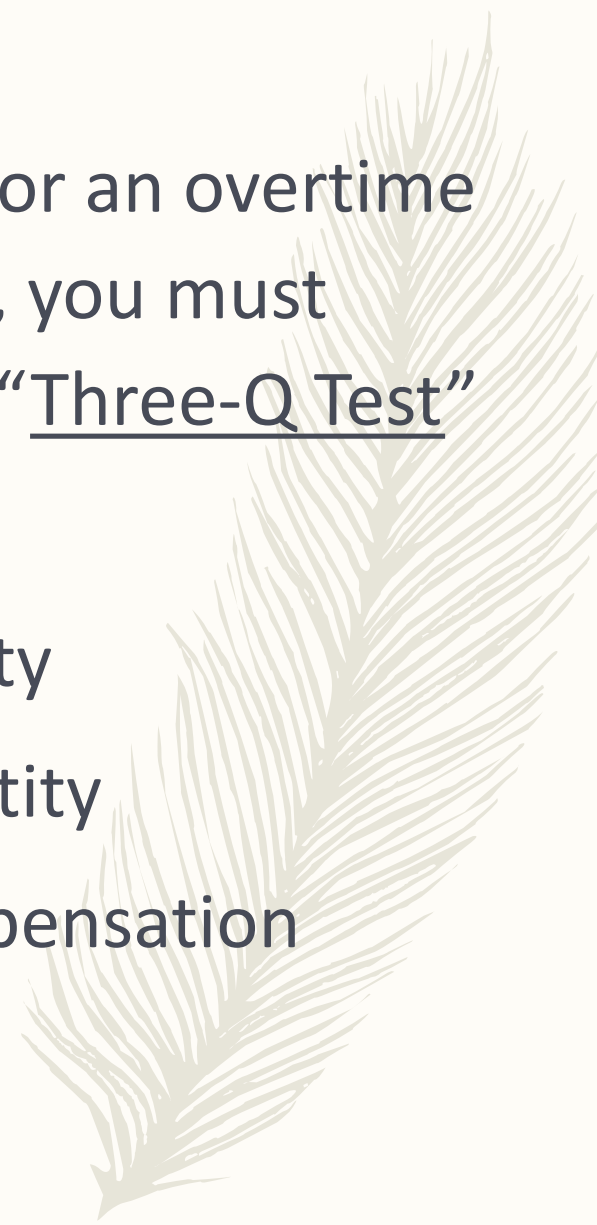 or an overtime
, you must
“Three-Q Test”
ty
tity
pensation